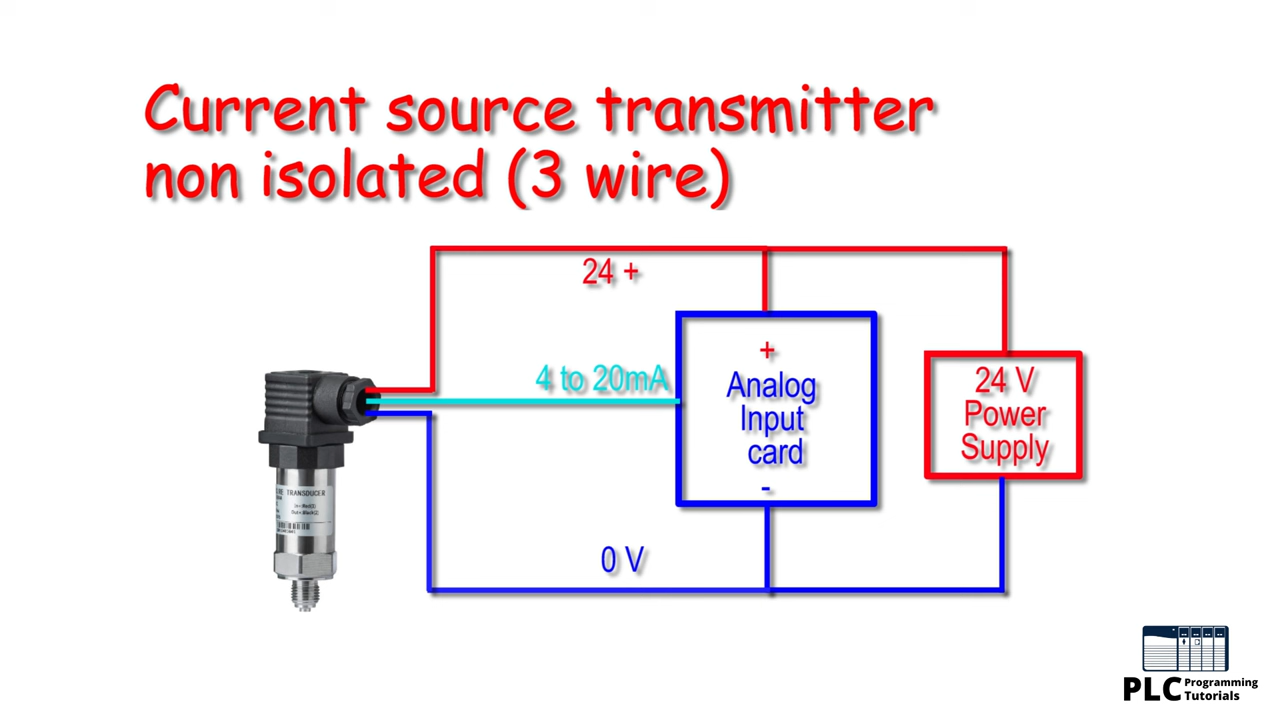 Current source transmitter
non isolated (3 wire)
24 +
4 to 20mA
+
Analog
Input
card
-
24 V
Power
Supply
0 V
TRANSDUCER
PLC Programming
Tutorials